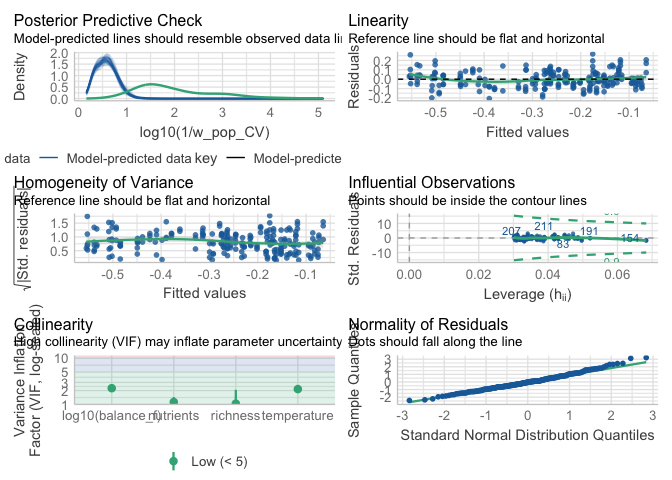 Posterior Predictive Check
Model-predicted lines should resemble observed data li
Density
2.0
1.5
1.0
0.5
0.0
0 1 2 3 4 5
log10(1/w_pop_CV)
data Model-predicted data key Model-predicte
Linearity
Reference line should be flat and horizontal
Residuals
0.2
0.1
0.0
-0.1
-0.2
-0.5 -0.4 -0.3 -0.2 -0.1
Fitted values
Homogeneity of Variance
Reference line should be flat and horizontal
√|Std. residuals|
1.5
1.0
0.5
-0.5 -0.4 -0.3 -0.2 -0.1
Fitted values
Influential Observations
Points should be inside the contour lines
Std. Residuals
10
0
-10
207 211 83 191 154
0.00 0.02 0.04 0.06
Leverage (hii)
Collinearity
High collinearity (VIF) may inflate parameter uncertainty
Variance Inflation
Factor (VIF, log-scaled)
10
5
3
2
1
log10(balance_f) nutrients richness temperature
Low (< 5)
Normality of Residuals
Dots should fall along the line
Sample Quantiles
3
2
1
0
-1
-2
-3 -2 -1 0 1 2 3
Standard Normal Distribution Quantiles